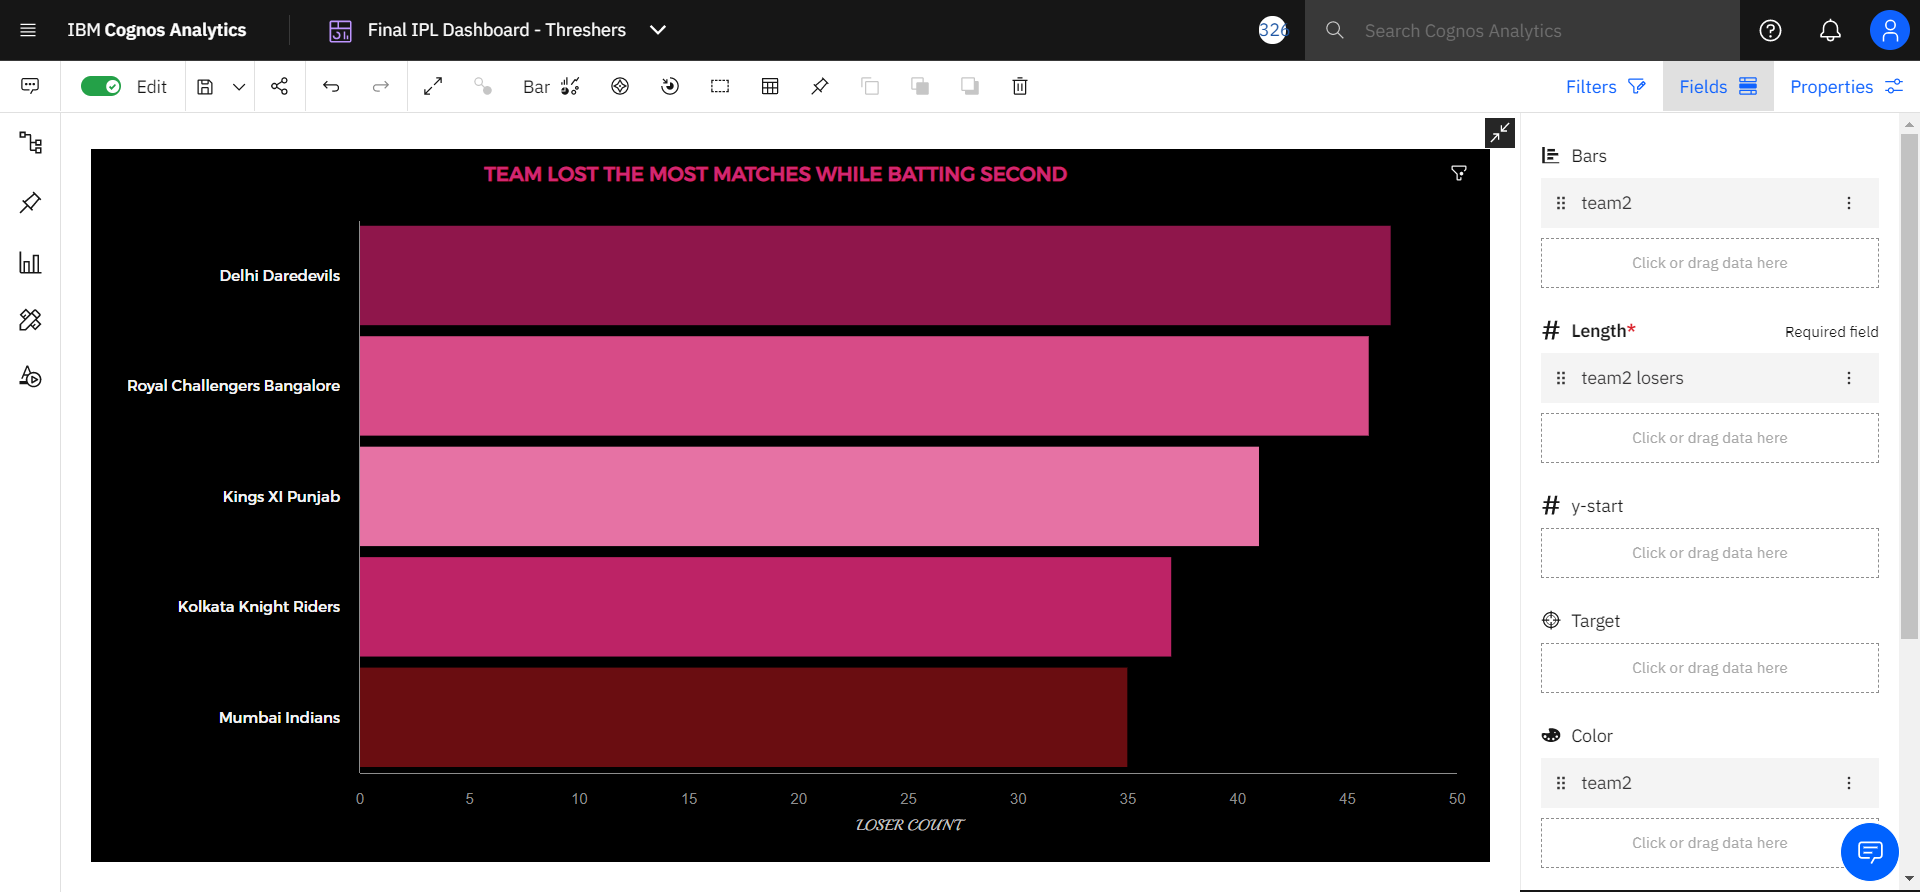 IBM Cognos Analytics
Final IPL Dashboard - Threshers
326
Search Cognos Analytics
Edit
Bar
Filters
Fields
Properties
TEAM LOST THE MOST MATCHES WHILE BATTING SECOND
Delhi Daredevils
Royal Challengers Bangalore
Kings XI Punjab
Kolkata Knight Riders
Mumbai Indians
0 5 10 15 20 25 30 35 40 45 50
LOSER COUNT
Bars
team2
Click or drag data here
Length* Required field
team2 losers
Click or drag data here
y-start
Click or drag data here
Target
Click or drag data here
Color
team2
Click or drag data here